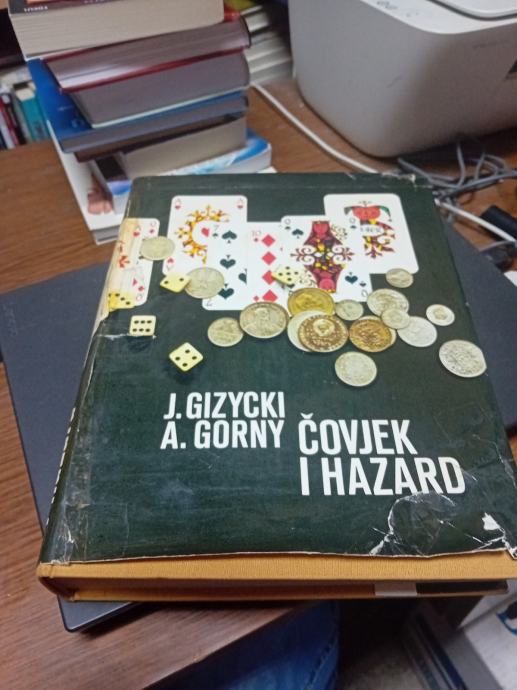 J. GIZYCKI
A. GORNY
ČOVJEK
I HAZARD